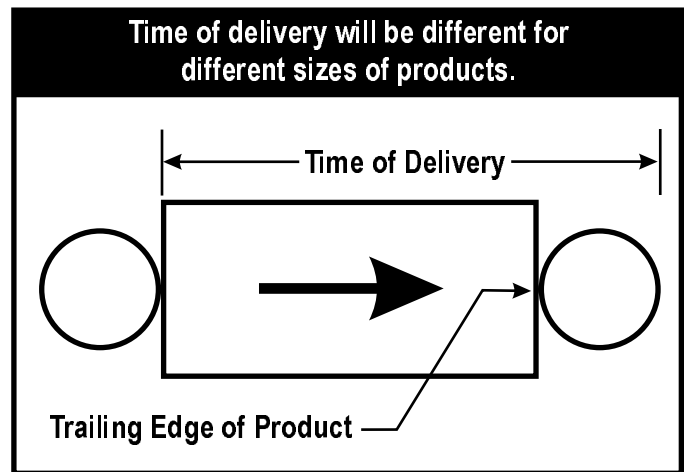 Time of delivery will be different for
different sizes of products.
Time of Delivery
Trailing Edge of Product